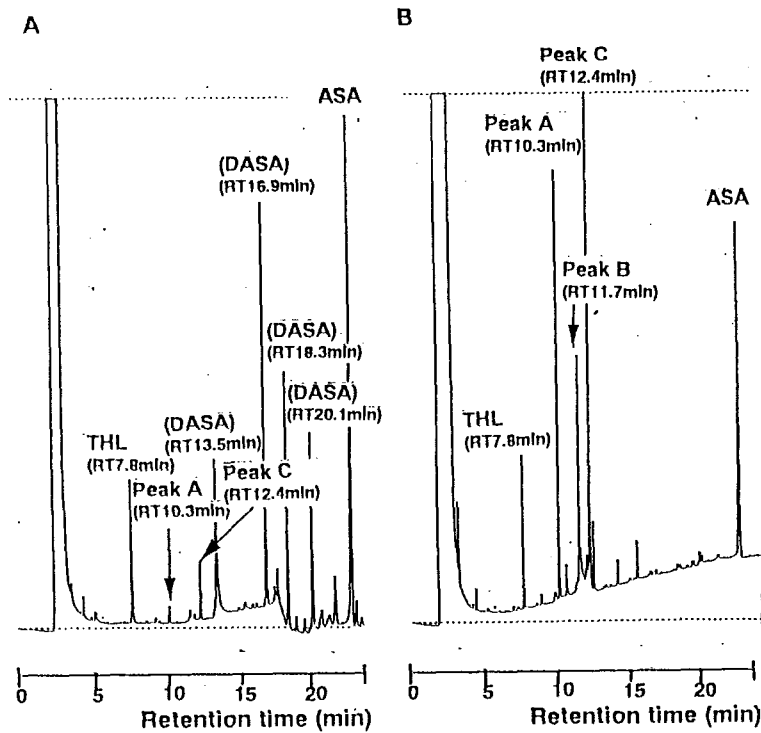 A
ASA
(DASA)
(RT16.9min)
(DASA)
(RT18.3min)
(DASA)
(RT20.1min)
(DASA)
(RT13.5min)
THL
(RT7.8min)
Peak C
(RT12.4min)
Peak A
(RT10.3min)
0 5 10 15 20
Retention time (min)
B
Peak C
(RT12.4min)
Peak A
(RT10.3min)
ASA
Peak B
(RT11.7min)
THL
(RT7.8min)
0 5 10 15 20
Retention time (min)